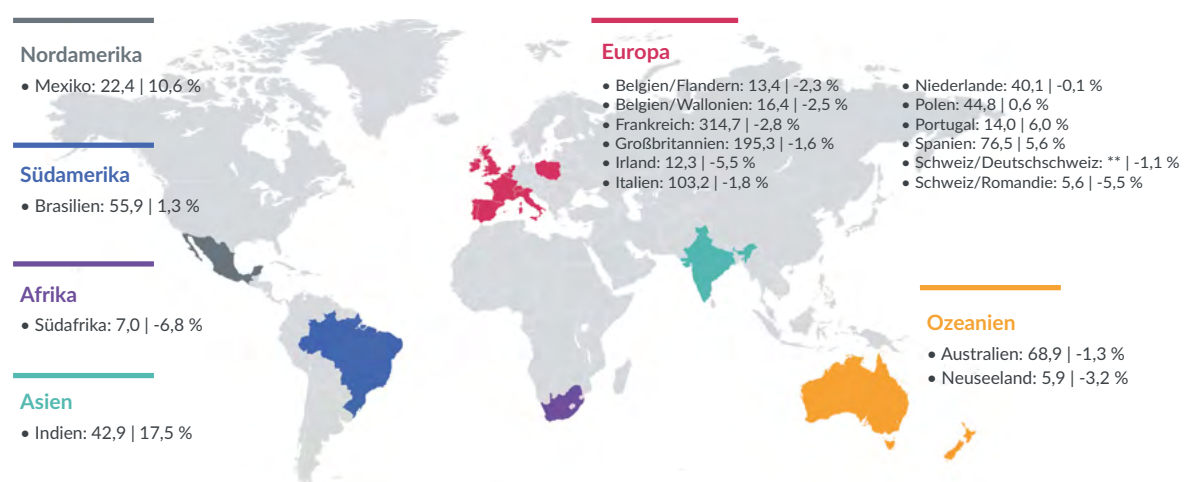 Nordamerika
• Mexiko: 22,4 | 10,6 %
Südamerika
• Brasilien: 55,9 | 1,3 %
Afrika
• Südafrika: 7,0 | -6,8 %
Asien
• Indien: 42,9 | 17,5 %
Europa
• Belgien/Flandern: 13,4 | -2,3 %
• Belgien/Wallonien: 16,4 | -2,5 %
• Frankreich: 314,7 | -2,8 %
• Großbritannien: 195,3 | -1,6 %
• Irland: 12,3 | -5,5 %
• Italien: 103,2 | -1,8 %
• Niederlande: 40,1 | -0,1 %
• Polen: 44,8 | 0,6 %
• Portugal: 14,0 | 6,0 %
• Spanien: 76,5 | 5,6 %
• Schweiz/Deutschschweiz: ** | -1,1 %
• Schweiz/Romandie: 5,6 | -5,5 %
Ozeanien
• Australien: 68,9 | -1,3 %
• Neuseeland: 5,9 | -3,2 %